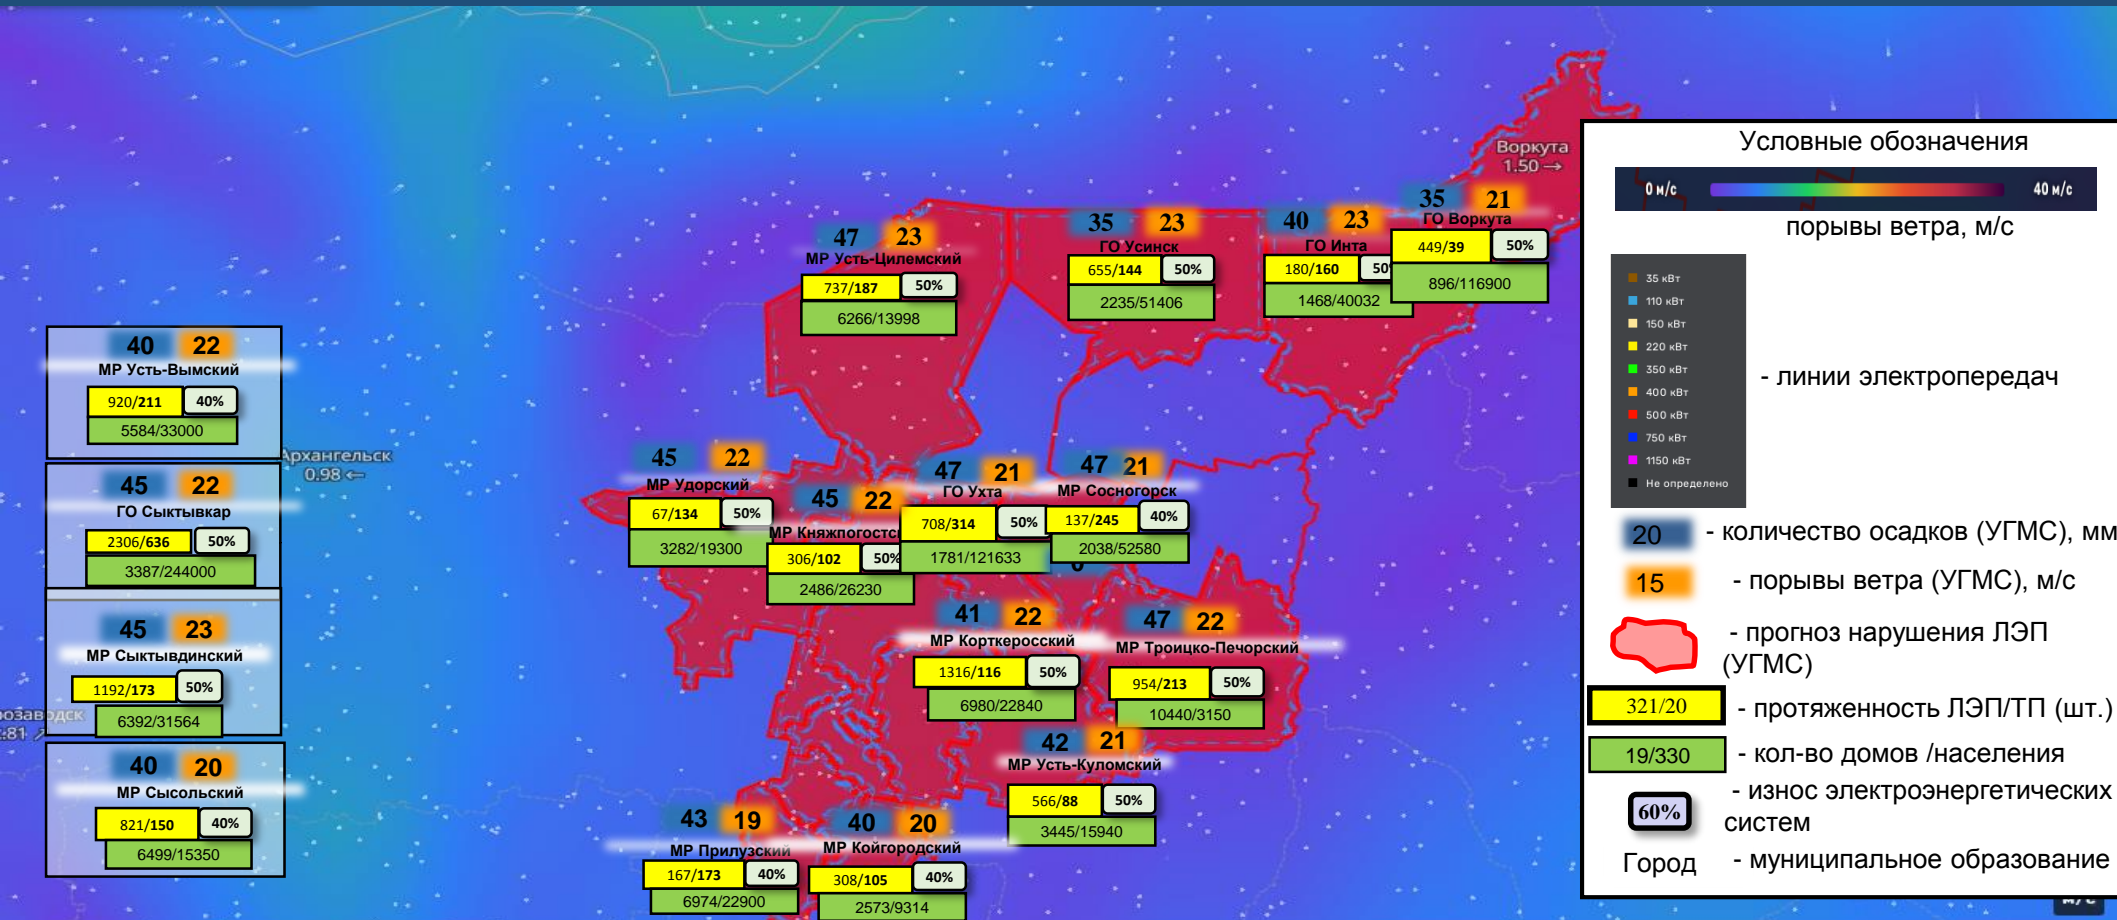 Воркута
1.50 →
35 21
ГО Воркута
449/39 50%
896/116900
40 23
ГО Инта
180/160 50
1468/40032
35 23
ГО Усинск
655/144 50%
2235/51406
47 23
МР Усть-Цилемский
737/187 50%
6266/13998
40 22
МР Усть-Вымский
920/211 40%
5584/33000
Архангельск
0.98 ←
45 22
ГО Сыктывкар
2306/636 50%
3387/244000
45 23
МР Сыктывдинский
1192/173 50%
6392/31564
40 20
МР Сысольский
821/150 40%
6499/15350
45 22
МР Удорский
67/134 50%
3282/19300
45 22
МР Княжпогостс
306/102 50%
2486/26230
47 21
ГО Ухта
708/314 50%
1781/121633
47 21
МР Сосногорск
137/245 40%
2038/52580
41 22
МР Корткеросский
1316/116 50%
6980/22840
47 22
МР Троицко-Печорский
954/213 50%
10440/3150
42 21
МР Усть-Куломский
566/88 50%
3445/15940
43 19
МР Прилузский
167/173 40%
6974/22900
40 20
МР Койгородский
308/105 40%
2573/9314
Условные обозначения
0 м/с 40 м/с
порывы ветра, м/с
35 кВт
110 кВт
150 кВт
220 кВт
350 кВт
400 кВт
500 кВт
750 кВт
1150 кВт
Не определено
- линии электропередач
20 - количество осадков (УГМС), мм
15 - порывы ветра (УГМС), м/с
- прогноз нарушения ЛЭП
(УГМС)
321/20 - протяженность ЛЭП/ТП (шт.)
19/330 - кол-во домов /населения
60% - износ электроэнергетических
систем
Город - муниципальное образование